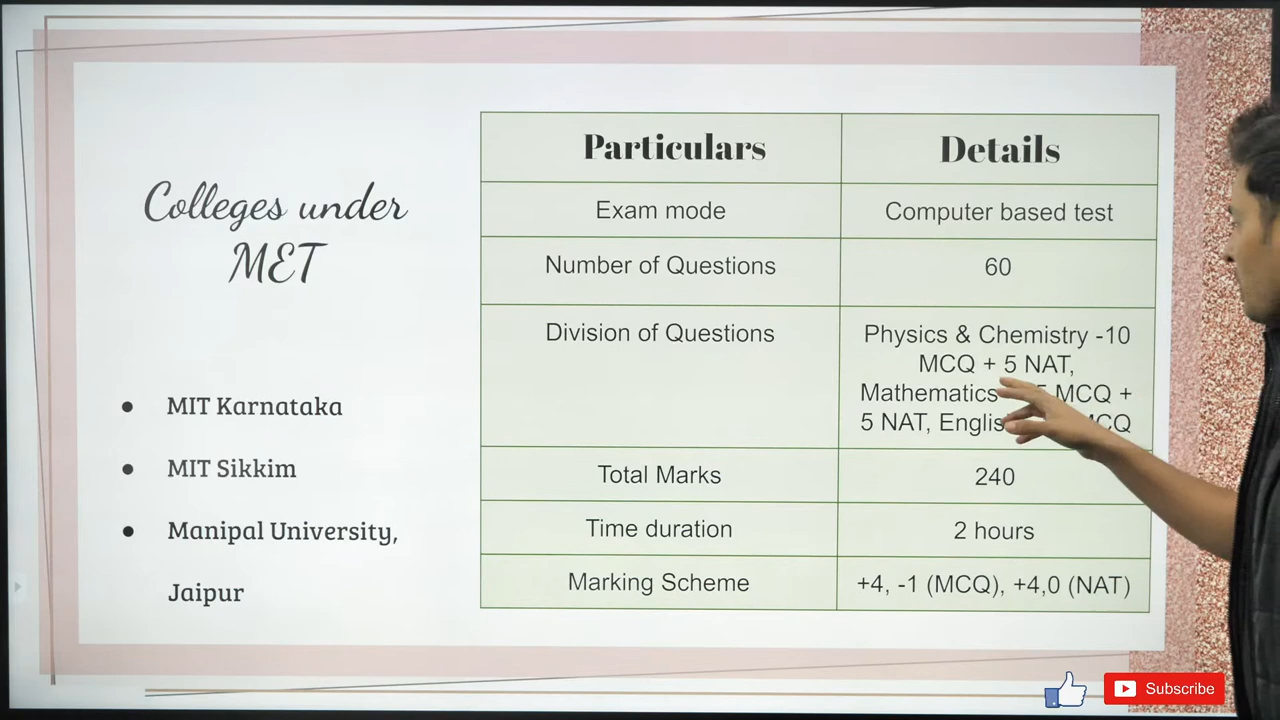 Colleges under
MET
MIT Karnataka
MIT Sikkim
Manipal University,
Jaipur
Particulars
Details
Exam mode
Computer based test
Number of Questions
60
Division of Questions
Physics & Chemistry -10
MCQ + 5 NAT,
Mathematics MCQ +
5 NAT,
Total Marks
240
Time duration
2 hours
Marking Scheme
+4, -1 (MCQ), +4,0 (NAT)
Subscribe